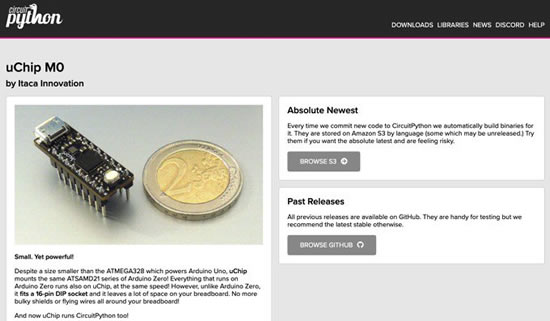 circuit
python
DOWNLOADS LIBRARIES NEWS DISCORD HELP
uChip M0
by Itaca Innovation
Small. Yet powerful!
Despite a size smaller than the ATMEGA328 which powers Arduino Uno, uChip
mounts the same ATSAMD21 series of Arduino Zero! Everything that runs on
Arduino Zero runs also on uChip, at the same speed! However, unlike Arduino Zero,
it fits a 16-pin DIP socket and it leaves a lot of space on your breadboard. No more
bulky shields or flying wires all around your breadboard!
And now uChip runs CircuitPython too!
Absolute Newest
Every time we commit new code to CircuitPython we automatically build binaries for
it. They are stored on Amazon S3 by language (some which may be unreleased.) Try
them if you want the absolute latest and are feeling risky.
BROWSE S3
Past Releases
All previous releases are available on GitHub. They are handy for testing but we
recommend the latest stable otherwise.
BROWSE GITHUB